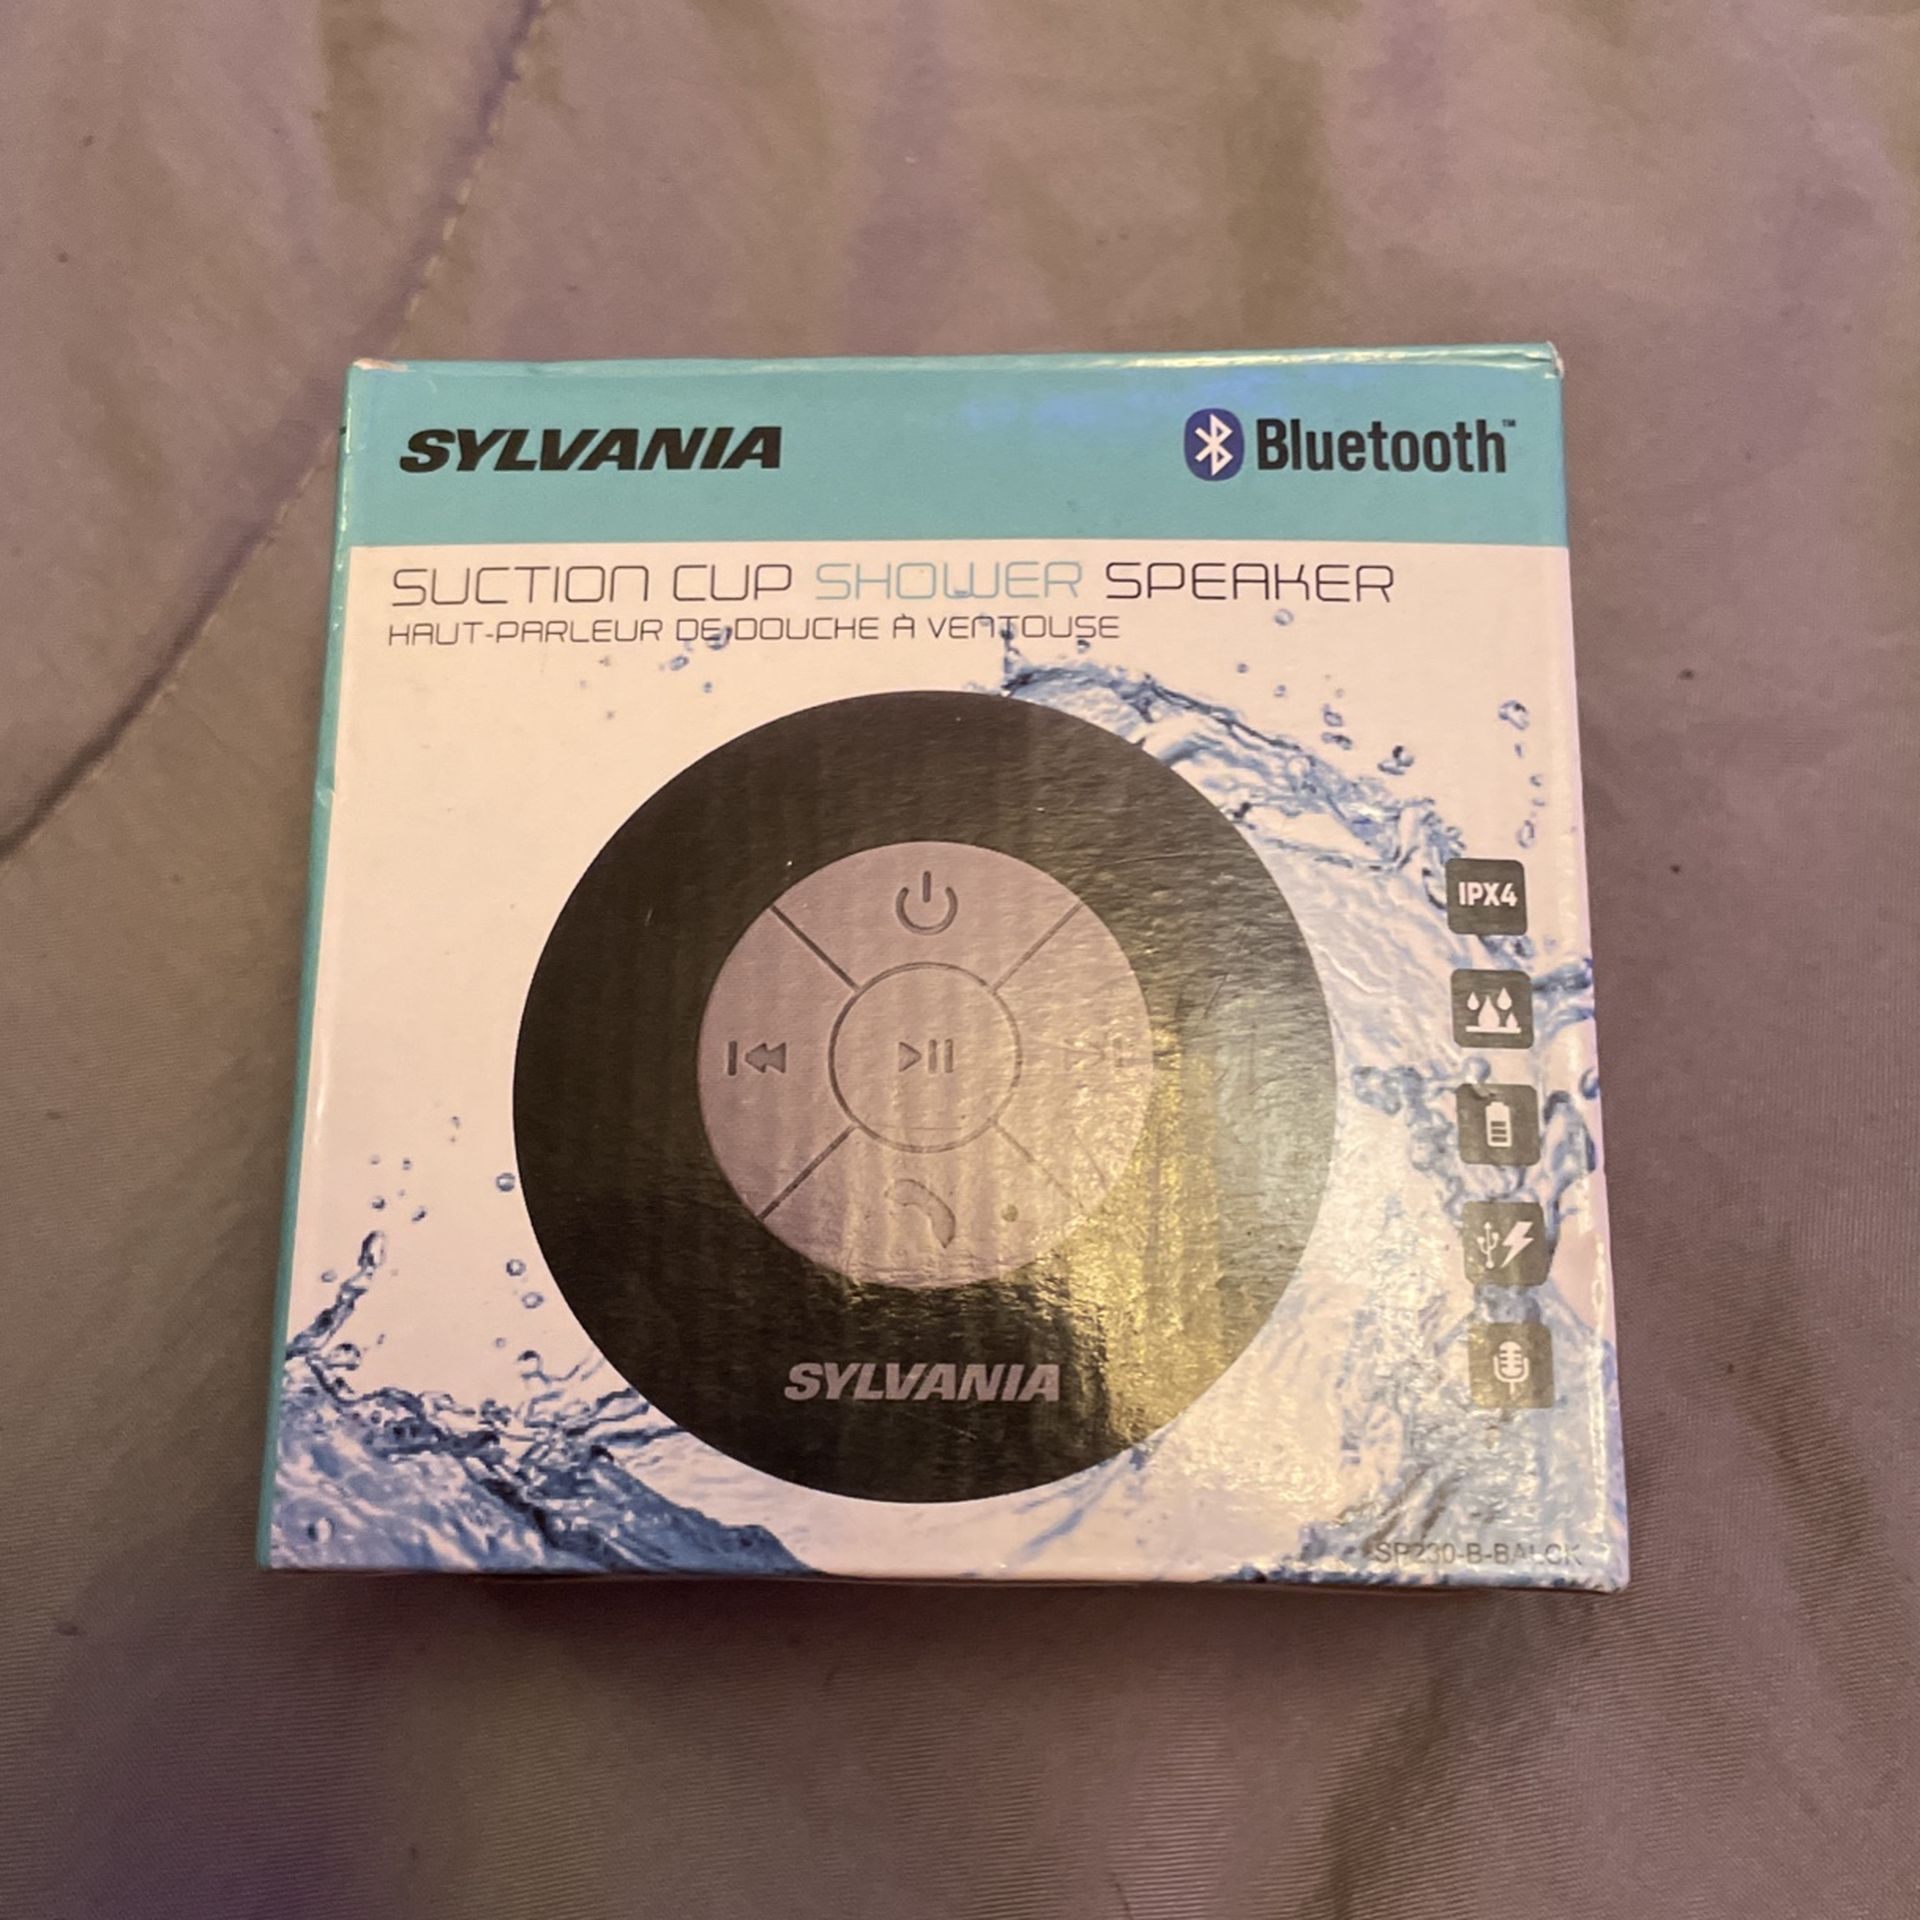 SYLVANIA
Bluetooth™
SUCTION CUP SHOWER SPEAKER
HAUT-PARLEUR DE DOUCHE À VENTOUSE
IPX4
SYLVANIA
SP230-B-BALCK